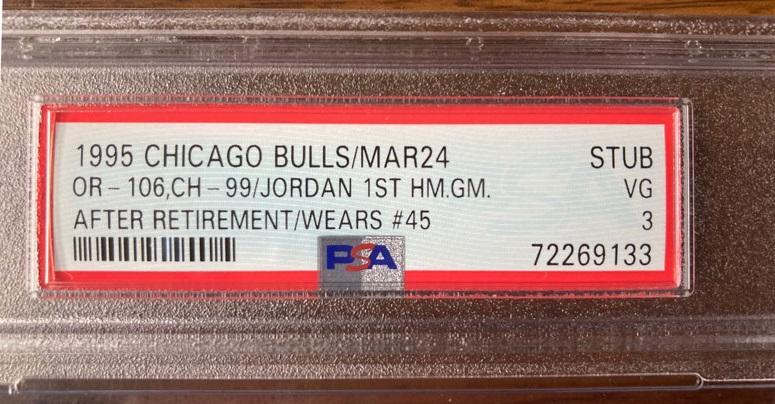 1995 CHICAGO BULLS/MAR24 STUB
OR-106,CH-99/JORDAN 1ST HM.GM. VG
AFTER RETIREMENT/WEARS #45 3
PSA 72269133